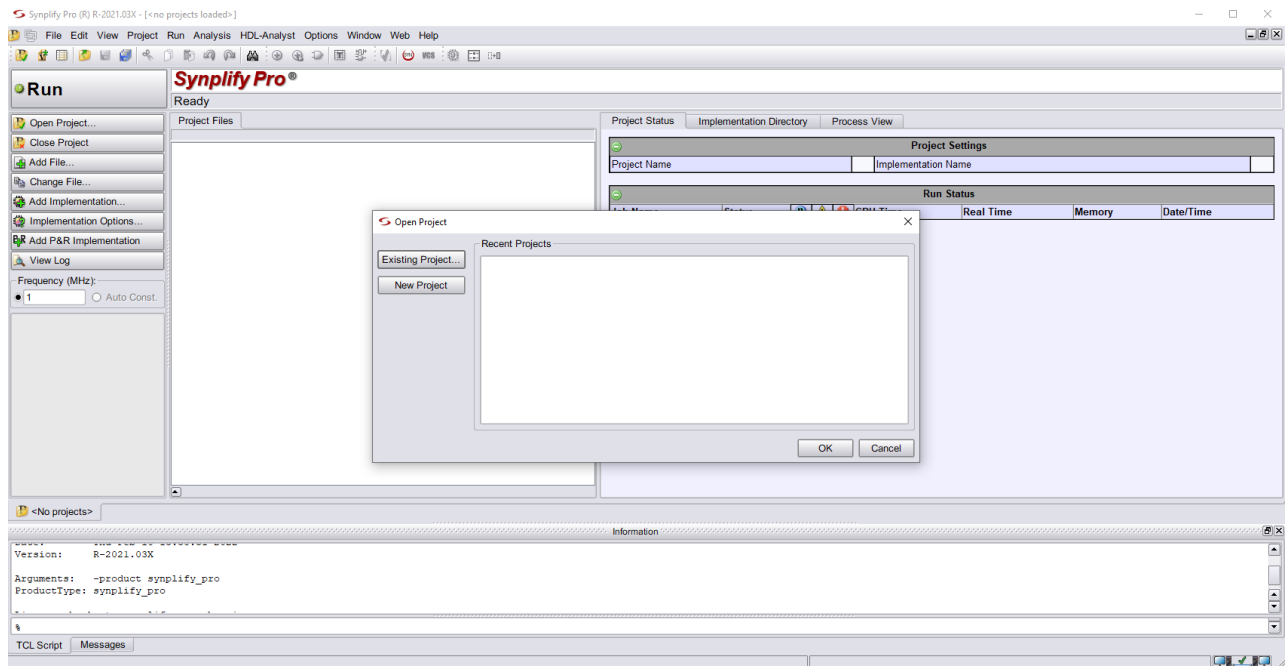 Synplify Pro (R) R-2021.03X - [<no projects loaded>]
File Edit View Project Run Analysis HDL-Analyst Options Window Web Help
VCS
Run
Synplify Pro®
Ready
Open Project...
Close Project
Add File...
Change File...
Add Implementation...
Implementation Options...
P&R Add P&R Implementation
View Log
Frequency (MHz):
1 Auto Const.
Project Files
Project Status Implementation Directory Process View
Project Settings
Project Name Implementation Name
Run Status
Real Time Memory Date/Time
Open Project
Existing Project...
New Project
Recent Projects
OK Cancel
<No projects>
Information
Version: R-2021.03X
Arguments: -product synplify_pro
ProductType: synplify_pro
%
TCL Script Messages